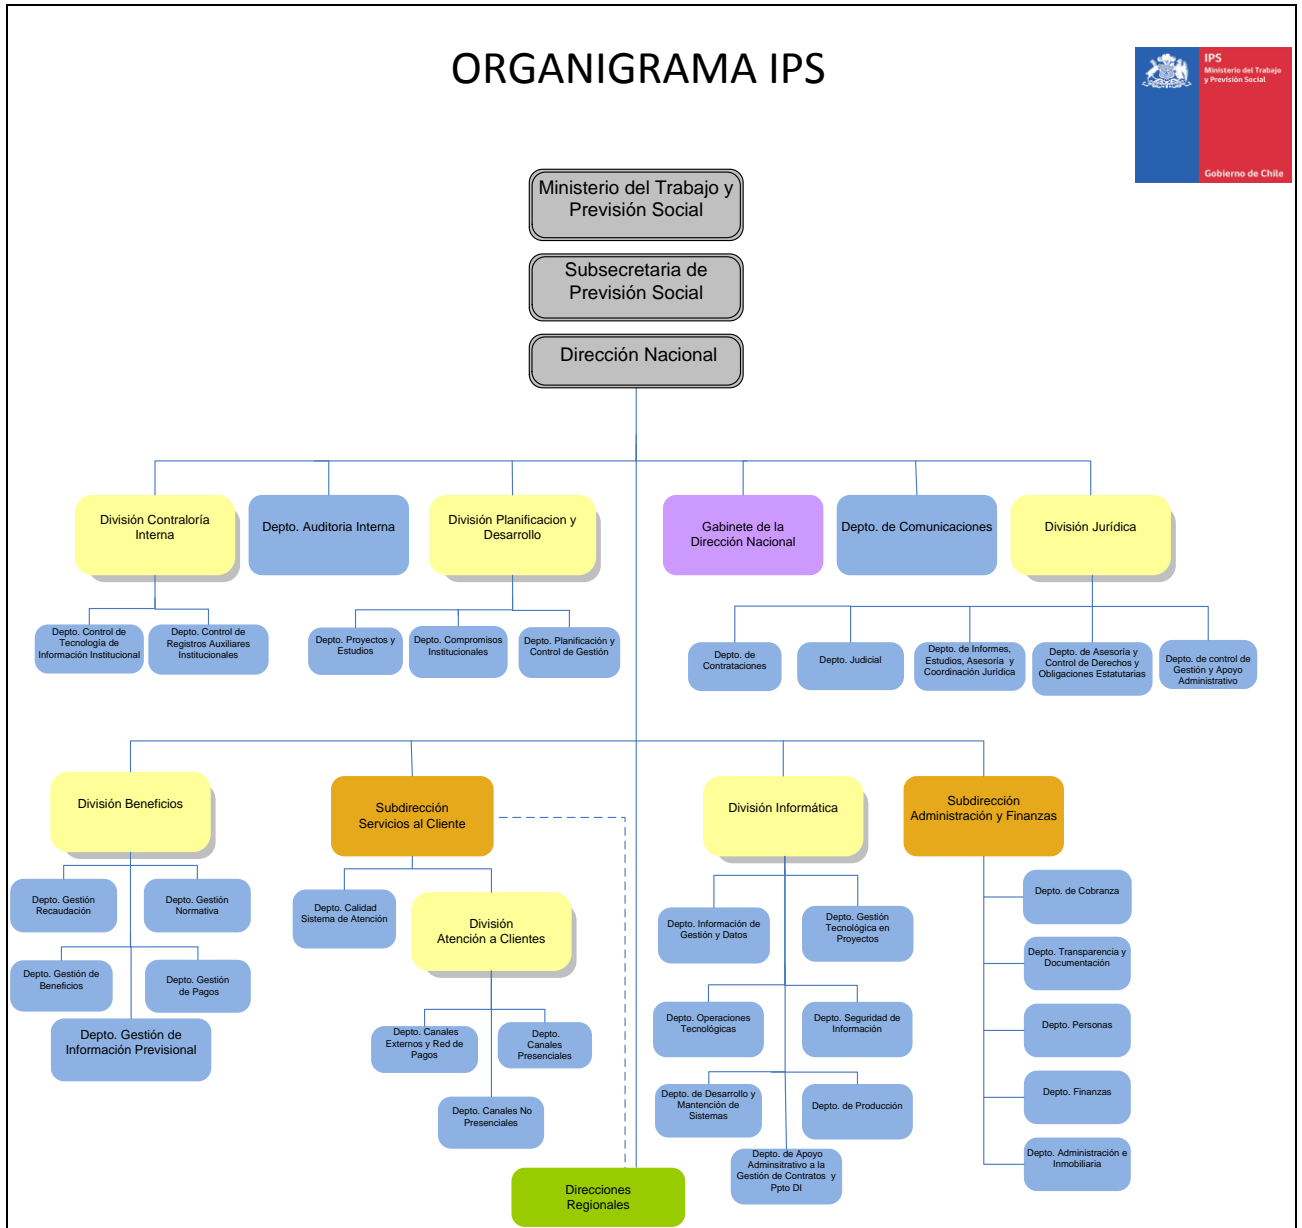 ORGANIGRAMA IPS
IPS
Ministerio del Trabajo
y Previsión Social
Gobierno de Chile
Ministerio del Trabajo y
Previsión Social
Subsecretaria de
Previsión Social
Dirección Nacional
División Contraloría
Interna
Depto. Auditoria Interna
División Planificacion y
Desarrollo
Gabinete de la
Dirección Nacional
Depto. de Comunicaciones
División Jurídica
Depto. Control de
Tecnología de
Información Institucional
Depto. Control de
Registros Auxiliares
Institucionales
Depto. Proyectos y
Estudios
Depto. Compromisos
Institucionales
Depto. Planificación y
Control de Gestión
Depto. de
Contrataciones
Depto. Judicial
Depto. de Informes,
Estudios, Asesoría y
Coordinación Jurídica
Depto. de Asesoría y
Control de Derechos y
Obligaciones Estatutarias
Depto. de control de
Gestión y Apoyo
Administrativo
División Beneficios
Subdirección
Servicios al Cliente
División Informática
Subdirección
Administración y Finanzas
Depto. Gestión
Recaudación
Depto. Gestión
Normativa
Depto. Gestión de
Beneficios
Depto. Gestión
de Pagos
Depto. Gestión de
Información Previsional
Depto. Calidad
Sistema de Atención
División
Atención a Clientes
Depto. Canales
Externos y Red de
Pagos
Depto.
Canales
Presenciales
Depto. Canales No
Presenciales
Depto. Información de
Gestión y Datos
Depto. Gestión
Tecnológica en
Proyectos
Depto. Operaciones
Tecnológicas
Depto. Seguridad de
Información
Depto. de Desarrollo y
Mantención de
Sistemas
Depto. de Producción
Depto. de Apoyo
Adminsitrativo a la
Gestión de Contratos y
Ppto DI
Depto. de Cobranza
Depto. Transparencia y
Documentación
Depto. Personas
Depto. Finanzas
Depto. Administración e
Inmobiliaria
Direcciones
Regionales